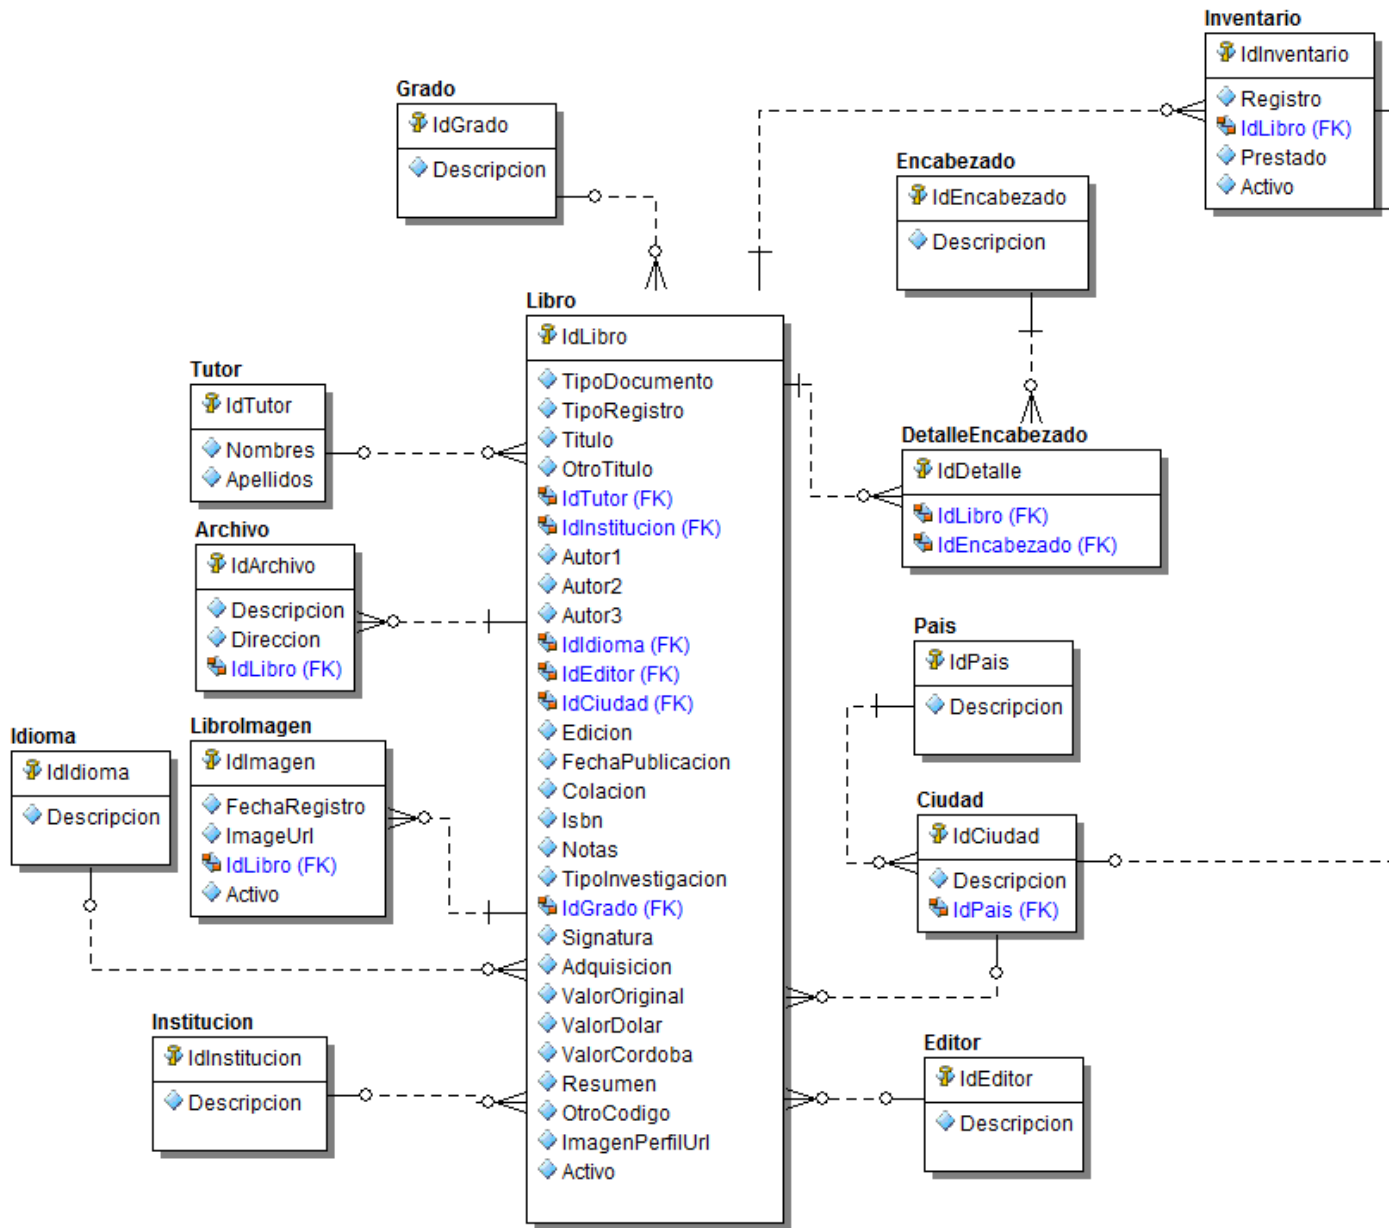 Inventario
IdInventario
Registro
IdLibro (FK)
Prestado
Activo
Grado
IdGrado
Descripcion
Encabezado
IdEncabezado
Descripcion
Libro
IdLibro
TipoDocumento
TipoRegistro
Titulo
OtroTitulo
IdTutor (FK)
IdInstitucion (FK)
Autor1
Autor2
Autor3
IdIdioma (FK)
IdEditor (FK)
IdCiudad (FK)
Edicion
FechaPublicacion
Colacion
Isbn
Notas
TipoInvestigacion
IdGrado (FK)
Signatura
Adquisicion
ValorOriginal
ValorDolar
ValorCordoba
Resumen
OtroCodigo
ImagenPerfilUrl
Activo
Tutor
IdTutor
Nombres
Apellidos
DetalleEncabezado
IdDetalle
IdLibro (FK)
IdEncabezado (FK)
Archivo
IdArchivo
Descripcion
Direccion
IdLibro (FK)
Pais
IdPais
Descripcion
LibroImagen
IdImagen
FechaRegistro
ImageUrl
IdLibro (FK)
Activo
Idioma
IdIdioma
Descripcion
Ciudad
IdCiudad
Descripcion
IdPais (FK)
Institucion
IdInstitucion
Descripcion
Editor
IdEditor
Descripcion